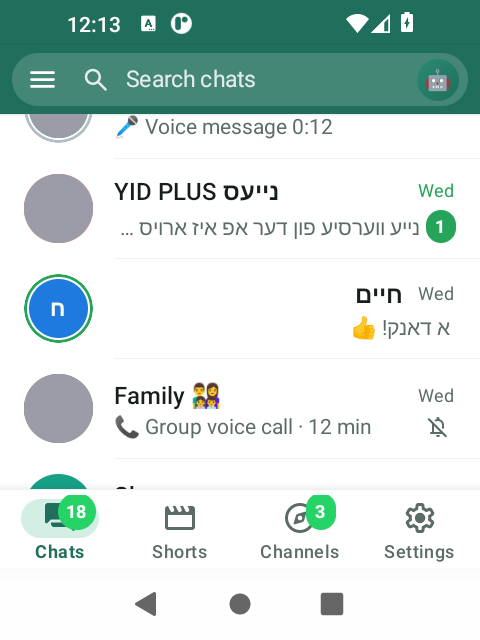 12:13
Search chats
🎤 Voice message 0:12
YID PLUS נייעס
Wed
נייע ווערסיע פון דער אפ איז ארויס ...
1
ח
חיים
Wed
א דאנק! 👍
Family 👨‍👩‍👧‍👦
Wed
📞 Group voice call · 12 min
18
3
Chats
Shorts
Channels
Settings